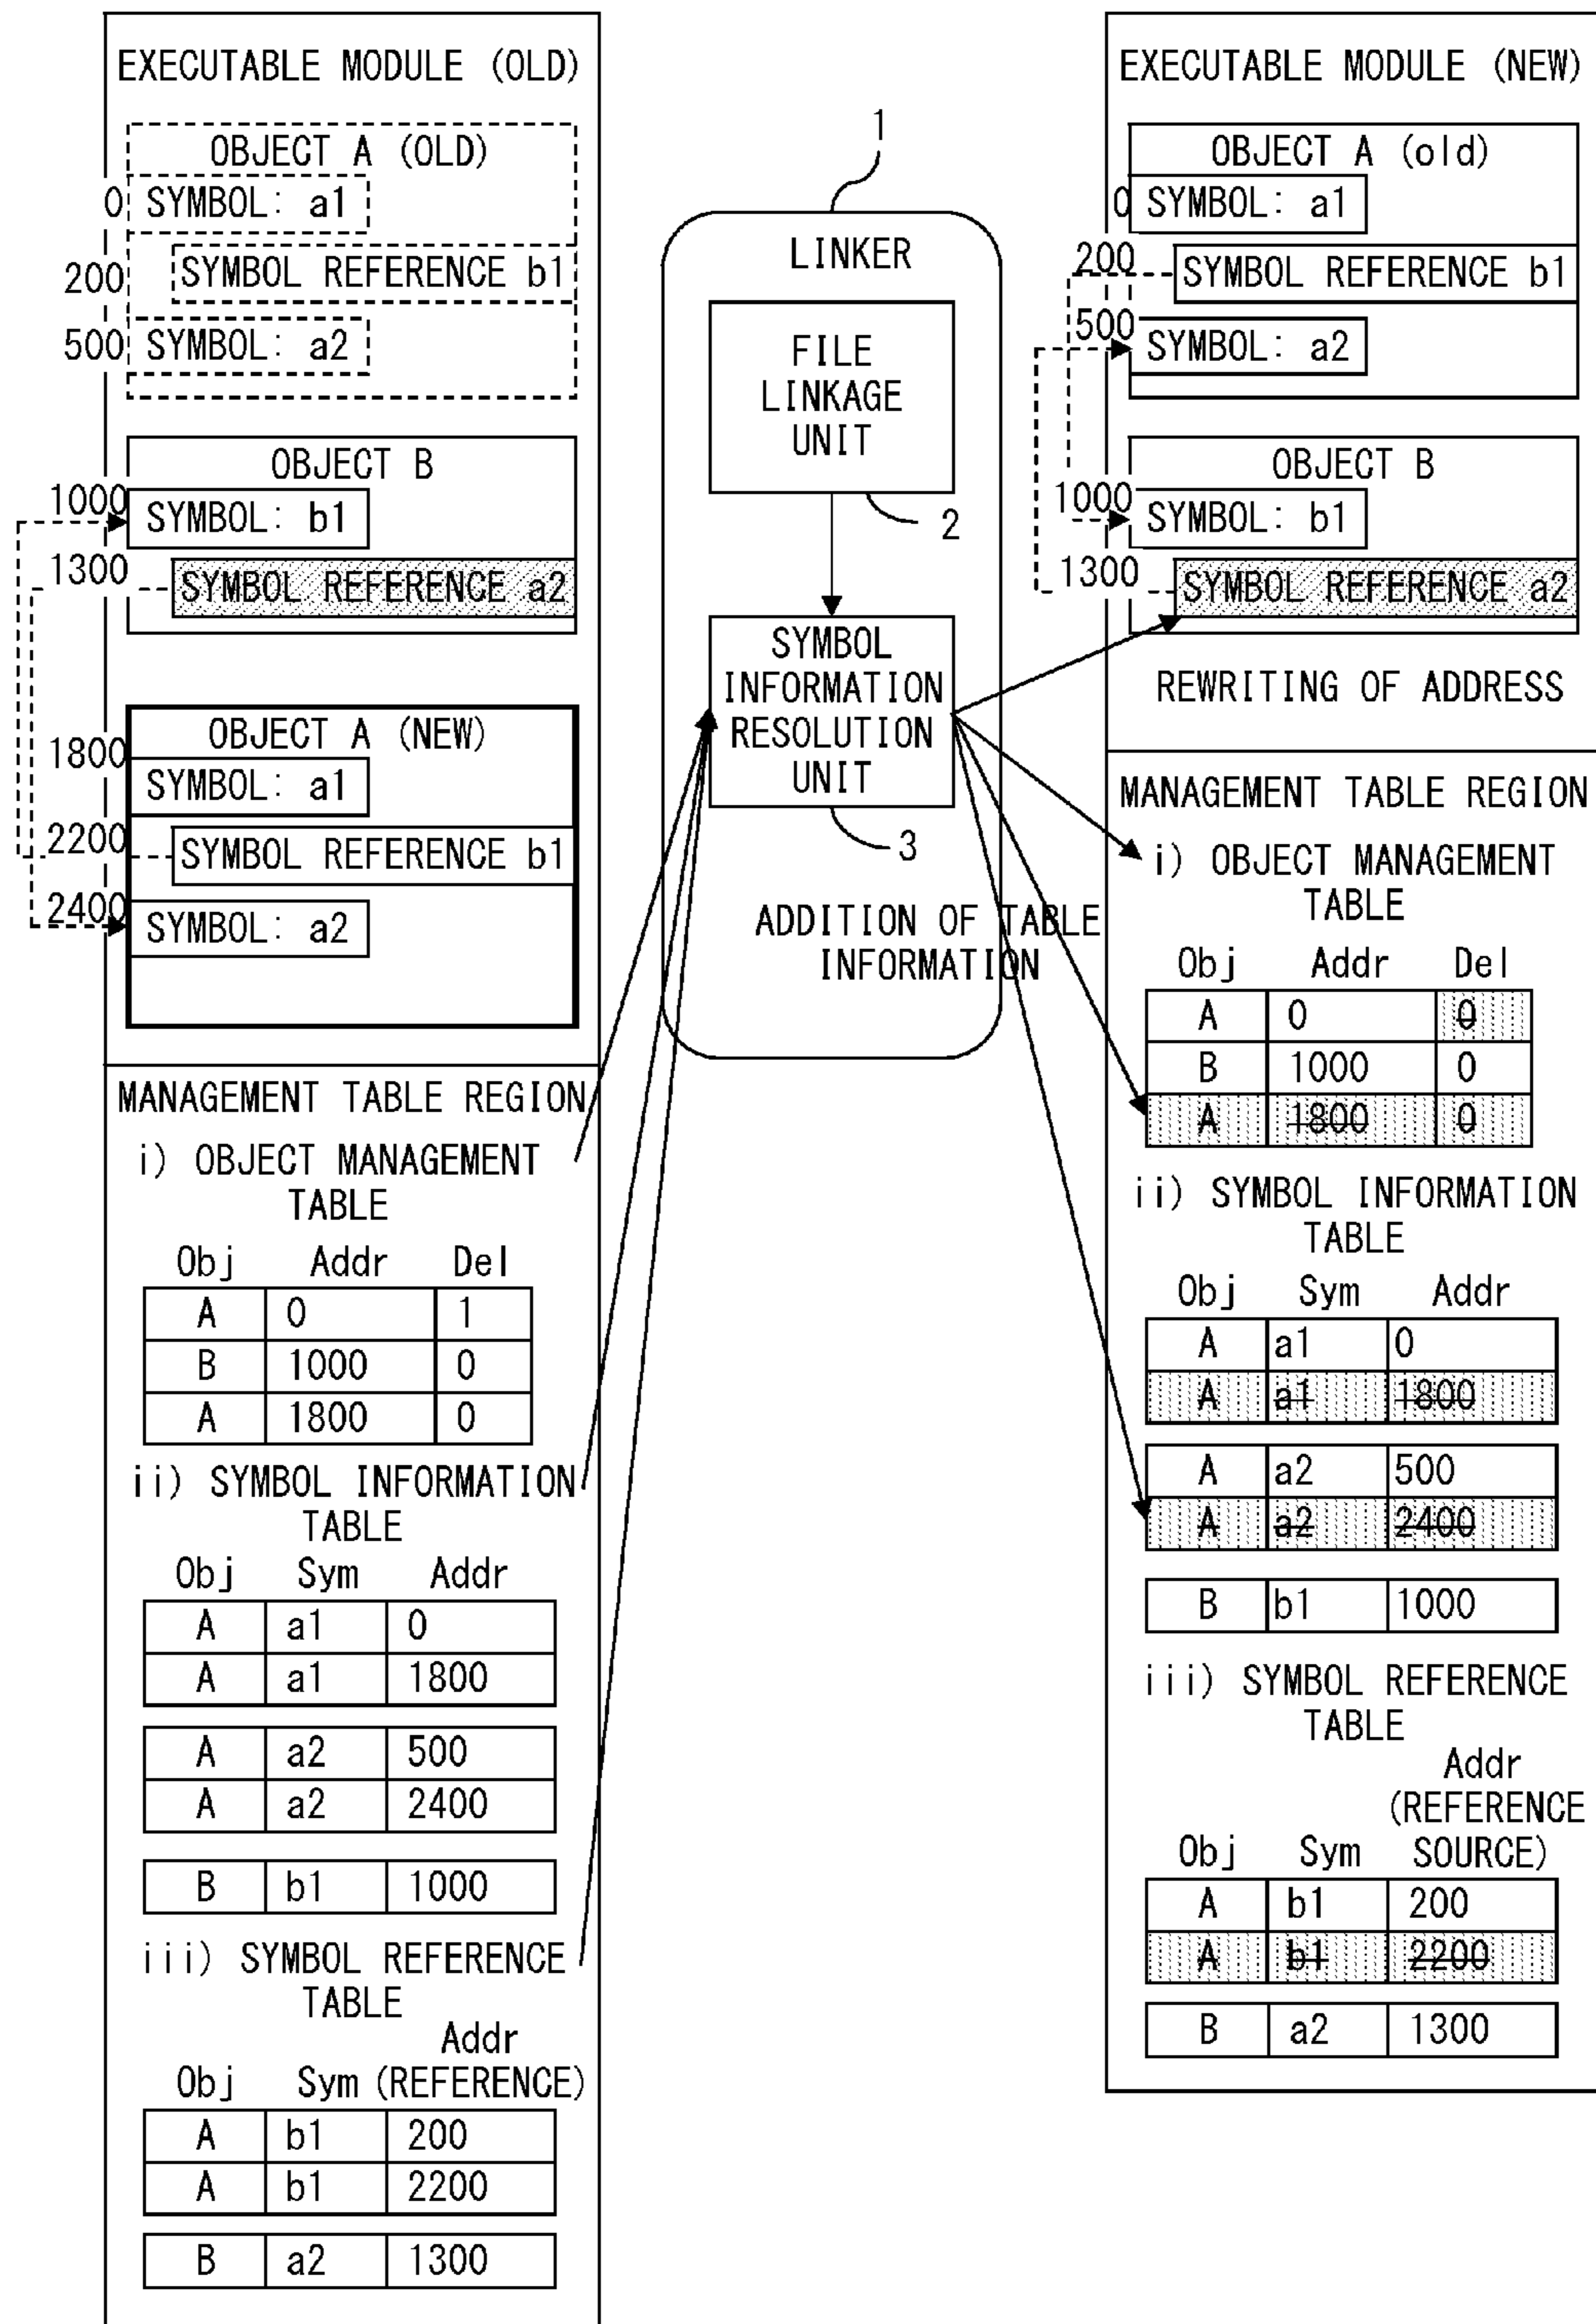 EXECUTABLE MODULE (OLD)
OBJECT A (OLD)
0
SYMBOL: a1
200
SYMBOL REFERENCE b1
500
SYMBOL: a2
OBJECT B
1000
SYMBOL: b1
1300
SYMBOL REFERENCE a2
OBJECT A (NEW)
1800
SYMBOL: a1
2200
SYMBOL REFERENCE b1
2400
SYMBOL: a2
MANAGEMENT TABLE REGION
i) OBJECT MANAGEMENT
TABLE
Obj Addr Del
A 0 1
B 1000 0
A 1800 0
ii) SYMBOL INFORMATION
TABLE
Obj Sym Addr
A a1 0
A a1 1800
A a2 500
A a2 2400
B b1 1000
iii) SYMBOL REFERENCE
TABLE
Addr
Obj Sym (REFERENCE)
A b1 200
A b1 2200
B a2 1300
1
LINKER
FILE
LINKAGE
UNIT
2
SYMBOL
INFORMATION
RESOLUTION
UNIT
3
ADDITION OF TABLE
INFORMATION
EXECUTABLE MODULE (NEW)
OBJECT A (old)
0
SYMBOL: a1
200
SYMBOL REFERENCE b1
500
SYMBOL: a2
OBJECT B
1000
SYMBOL: b1
1300
SYMBOL REFERENCE a2
REWRITING OF ADDRESS
MANAGEMENT TABLE REGION
i) OBJECT MANAGEMENT
TABLE
Obj Addr Del
A 0 0
B 1000 0
A 1800 0
ii) SYMBOL INFORMATION
TABLE
Obj Sym Addr
A a1 0
A a1 1800
A a2 500
A a2 2400
B b1 1000
iii) SYMBOL REFERENCE
TABLE
Addr
(REFERENCE
Obj Sym SOURCE)
A b1 200
A b1 2200
B a2 1300